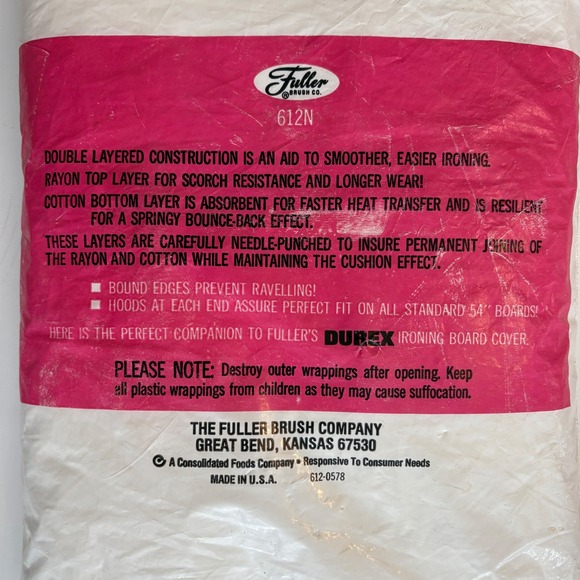 Fuller
® BRUSH CO.
612N
DOUBLE LAYERED CONSTRUCTION IS AN AID TO SMOOTHER, EASIER IRONING.
RAYON TOP LAYER FOR SCORCH RESISTANCE AND LONGER WEAR!
COTTON BOTTOM LAYER IS ABSORBENT FOR FASTER HEAT TRANSFER AND IS RESILIENT
FOR A SPRINGY BOUNCE-BACK EFFECT.
THESE LAYERS ARE CAREFULLY NEEDLE-PUNCHED TO INSURE PERMANENT JOINING OF
THE RAYON AND COTTON WHILE MAINTAINING THE CUSHION EFFECT.
■ BOUND EDGES PREVENT RAVELLING!
■ HOODS AT EACH END ASSURE PERFECT FIT ON ALL STANDARD 54" BOARDS!
HERE IS THE PERFECT COMPANION TO FULLER'S DUREX IRONING BOARD COVER.
PLEASE NOTE: Destroy outer wrappings after opening. Keep
all plastic wrappings from children as they may cause suffocation.
THE FULLER BRUSH COMPANY
GREAT BEND, KANSAS 67530
A Consolidated Foods Company • Responsive To Consumer Needs
MADE IN U.S.A. 612-0578